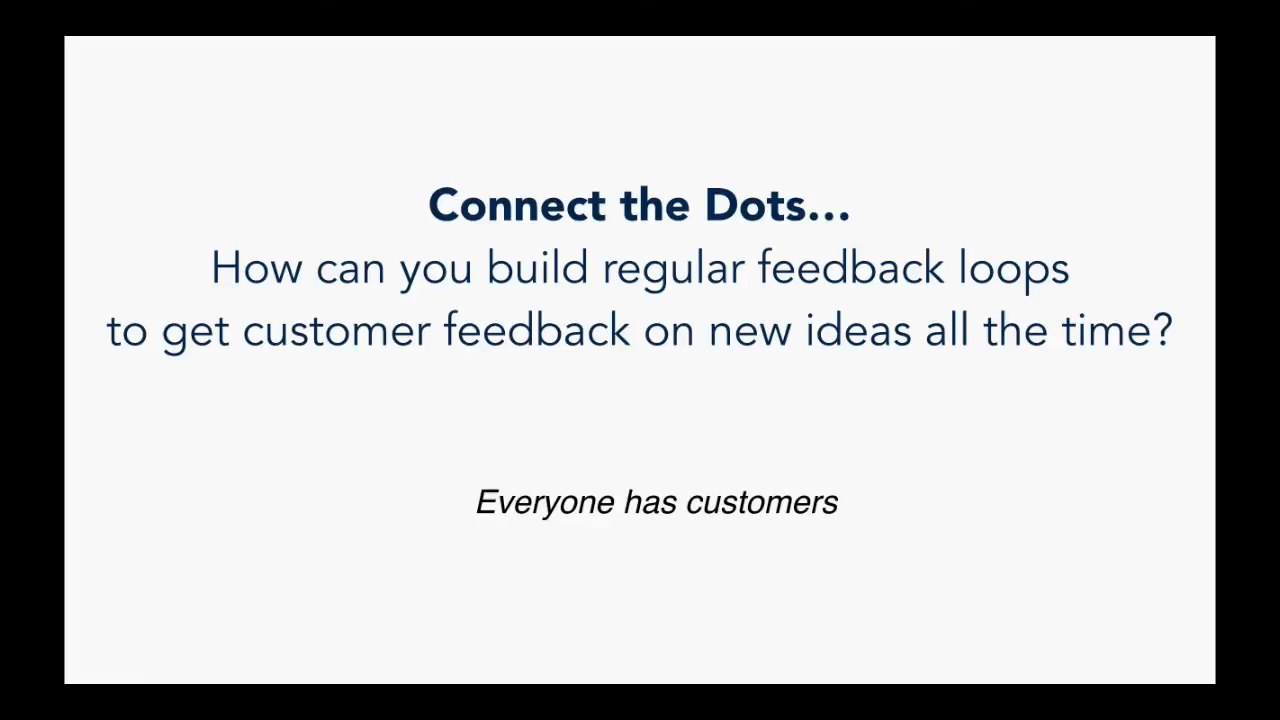 Connect the Dots...
How can you build regular feedback loops
to get customer feedback on new ideas all the time?
Everyone has customers